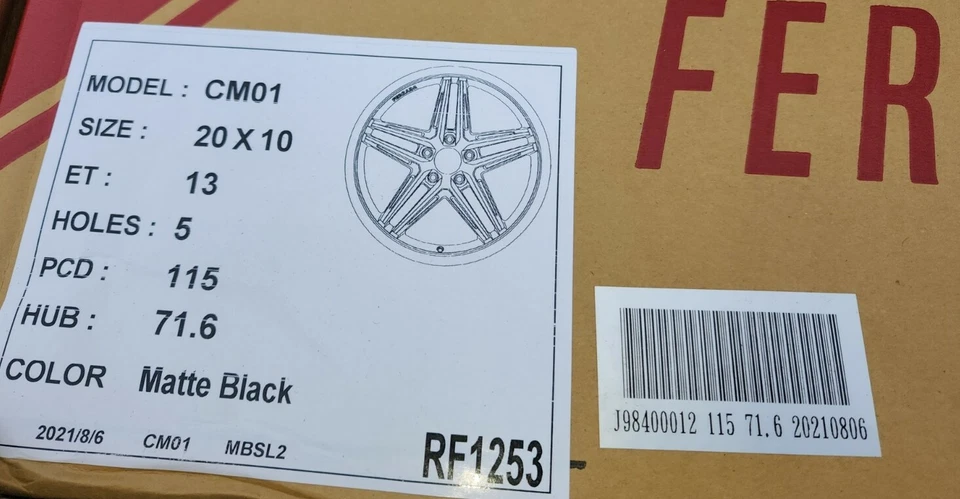 MODEL : CM01
SIZE : 20 X 10
ET : 13
HOLES : 5
PCD : 115
HUB : 71.6
COLOR Matte Black
2021/8/6 CM01 MBSL2 RF1253
FER
J98400012 115 71.6 20210806